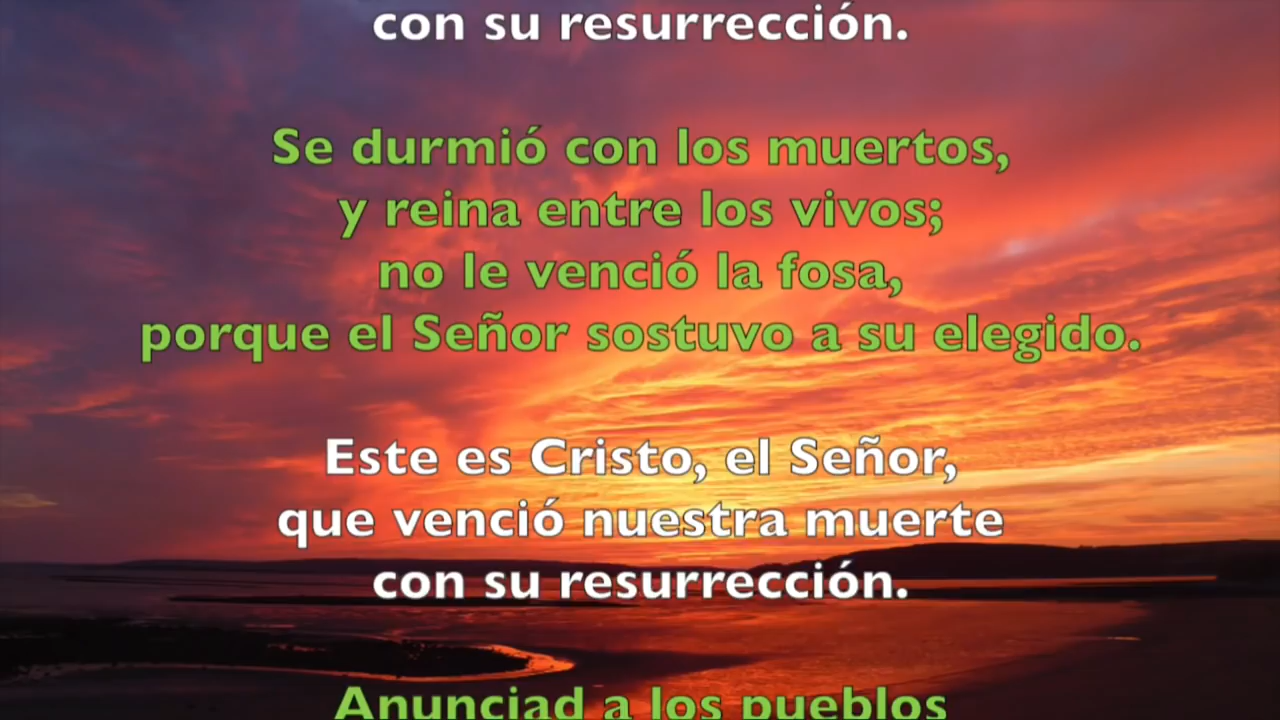 con su resurrección.
Se durmió con los muertos,
y reina entre los vivos;
no le venció la fosa,
porque el Señor sostuvo a su elegido.
Este es Cristo, el Señor,
que venció nuestra muerte
con su resurrección.
Anunciad a los pueblos